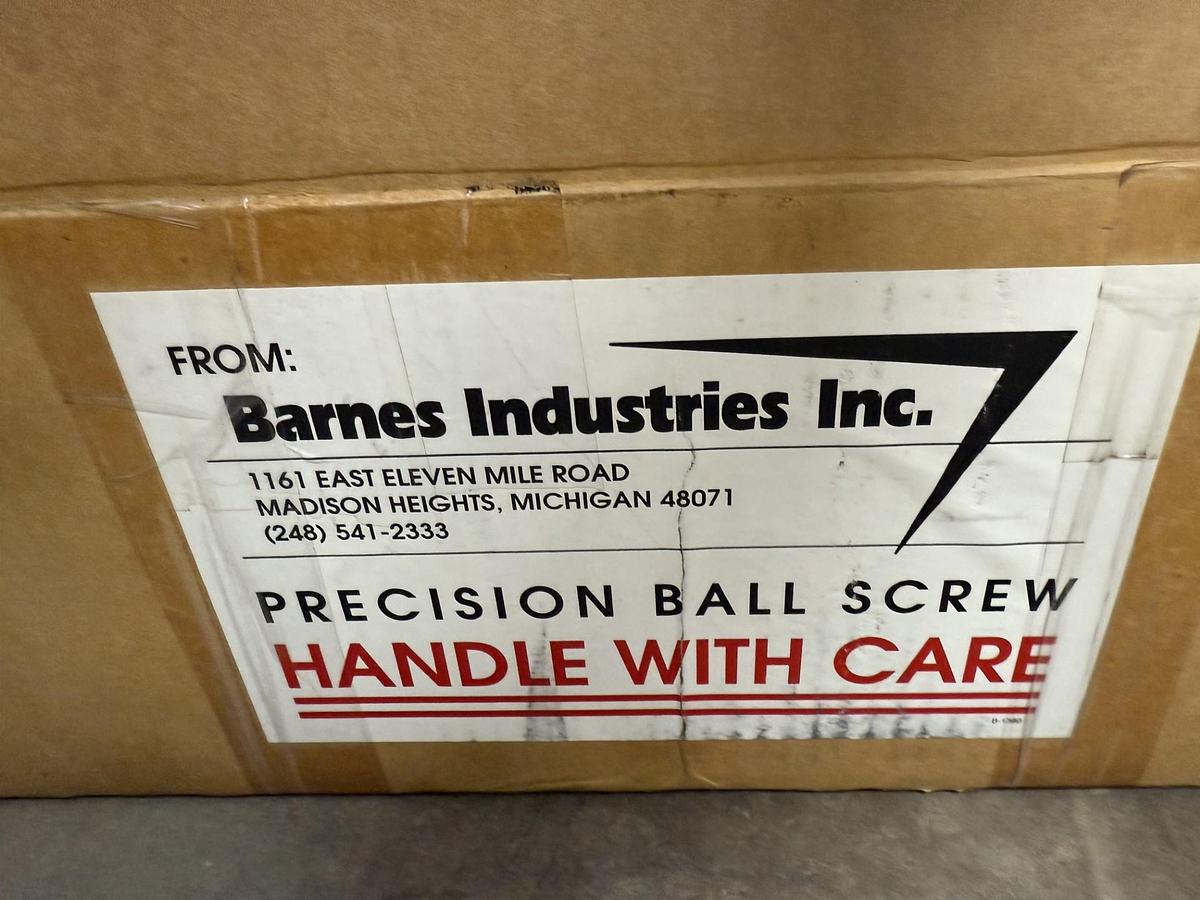 FROM:
Barnes Industries Inc.
1161 EAST ELEVEN MILE ROAD
MADISON HEIGHTS, MICHIGAN 48071
(248) 541-2333
PRECISION BALL SCREW
HANDLE WITH CARE